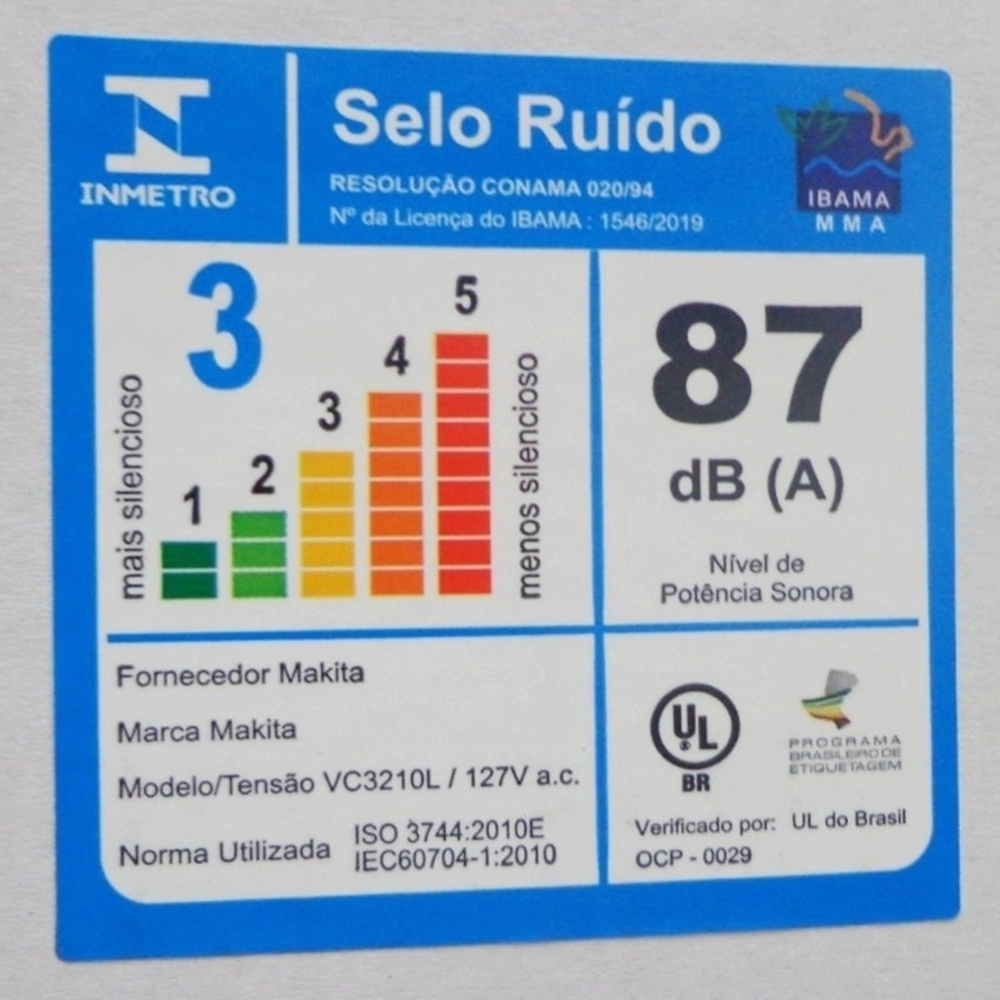 INMETRO
Selo Ruído
RESOLUÇÃO CONAMA 020/94
Nº da Licença do IBAMA : 1546/2019
IBAMA
M M A
3
mais silencioso
1
2
3
4
5
menos silencioso
87
dB (A)
Nível de
Potência Sonora
Fornecedor Makita
Marca Makita
Modelo/Tensão VC3210L / 127V a.c.
Norma Utilizada ISO 3744:2010E
IEC60704-1:2010
UL
®
BR
PROGRAMA
BRASILEIRO DE
ETIQUETAGEM
Verificado por: UL do Brasil
OCP - 0029